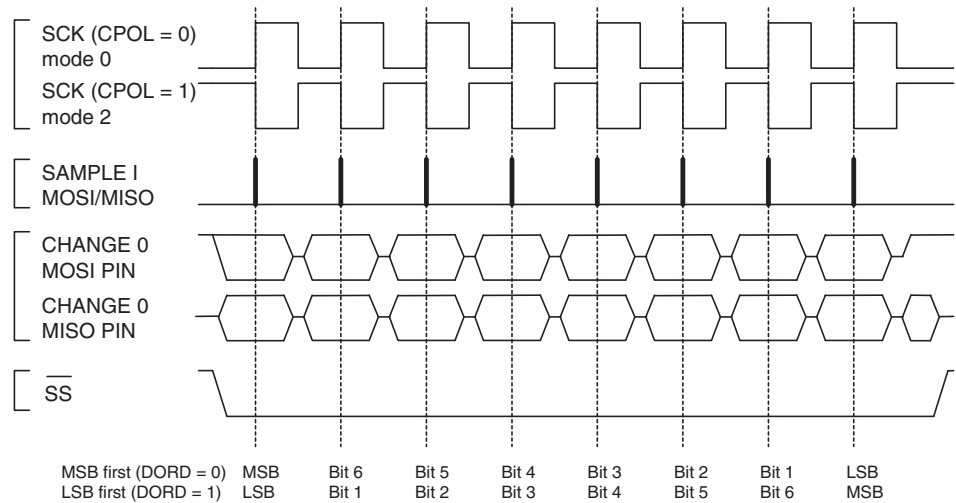 SCK (CPOL = 0)
mode 0
SCK (CPOL = 1)
mode 2
SAMPLE I
MOSI/MISO
CHANGE 0
MOSI PIN
CHANGE 0
MISO PIN
SS
MSB first (DORD = 0) MSB Bit 6 Bit 5 Bit 4 Bit 3 Bit 2 Bit 1 LSB
LSB first (DORD = 1) LSB Bit 1 Bit 2 Bit 3 Bit 4 Bit 5 Bit 6 MSB